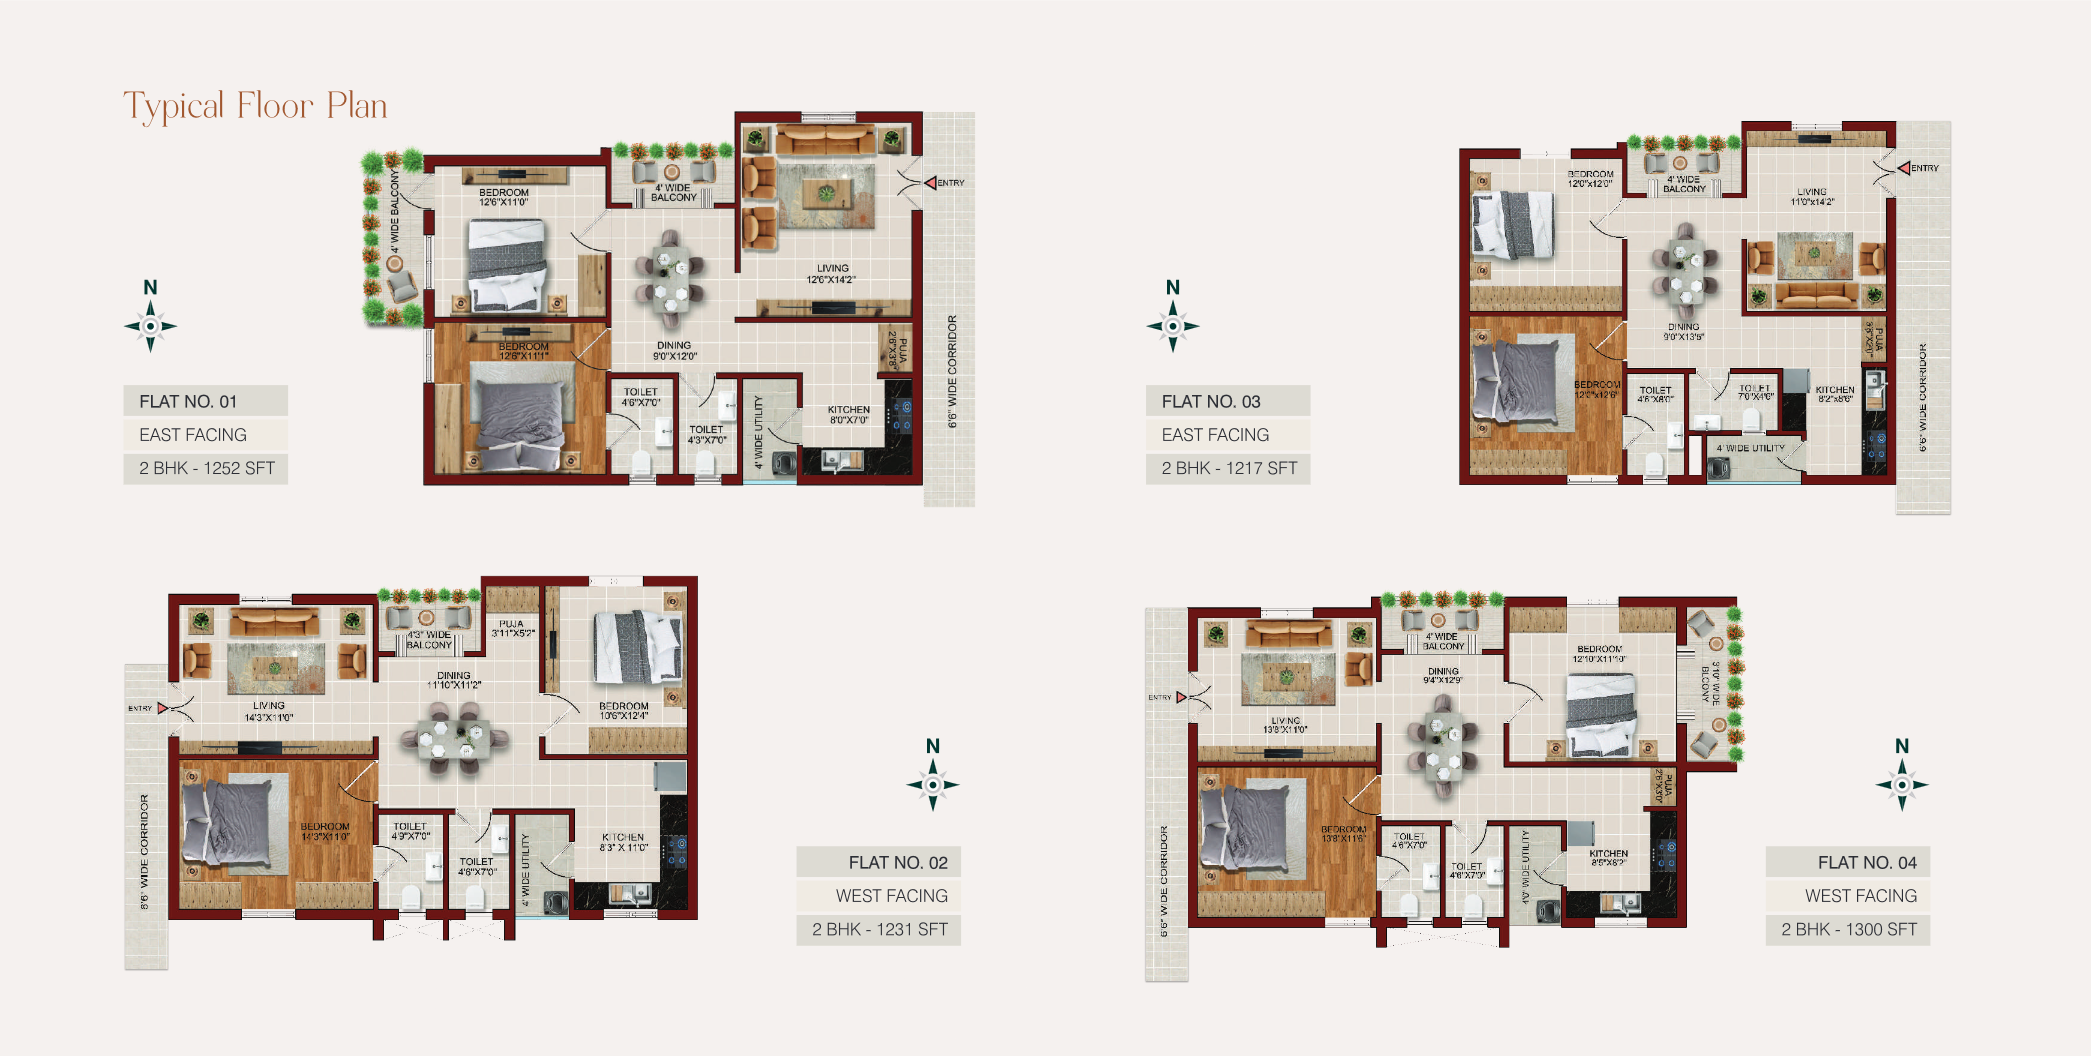 Typical Floor Plan
N
FLAT NO. 01
EAST FACING
2 BHK - 1252 SFT
4' WIDE BALCONY
BEDROOM
12'6"X11'0"
4' WIDE
BALCONY
ENTRY
LIVING
12'6"X14'2"
BEDROOM
12'6"X11'1"
DINING
9'0"X12'0"
PUJA
2'6"X3'8"
TOILET
4'6"X7'0"
TOILET
4'3"X7'0"
4' WIDE UTILITY
KITCHEN
8'0"X7'0"
6'6" WIDE CORRIDOR
N
FLAT NO. 03
EAST FACING
2 BHK - 1217 SFT
BEDROOM
12'0"x12'0"
4' WIDE
BALCONY
LIVING
11'0"x14'2"
ENTRY
DINING
9'0"X13'6"
PUJA
BEDROOM
12'0"x12'6"
TOILET
4'6"X8'0"
TOILET
7'0"X4'6"
KITCHEN
8'2"x8'6"
4' WIDE UTILITY
6'6" WIDE CORRIDOR
4'3" WIDE
BALCONY
PUJA
3'11"X5'2"
DINING
11'10"X11'2"
ENTRY
LIVING
14'3"X11'0"
BEDROOM
10'6"X12'4"
BEDROOM
14'3"X11'0"
TOILET
4'9"X7'0"
TOILET
4'6"X7'0"
4' WIDE UTILITY
KITCHEN
8'3" X 11'0"
6'6" WIDE CORRIDOR
N
FLAT NO. 02
WEST FACING
2 BHK - 1231 SFT
4' WIDE
BALCONY
BEDROOM
12'10"X11'10"
3'10" WIDE
BLCONY
DINING
9'4"X12'9"
ENTRY
LIVING
13'8"X11'0"
PUJA
2'6"X3'0"
BEDROOM
13'8"X11'6"
TOILET
4'6"X7'0"
TOILET
4'6"X7'0"
4'0" WIDE UTILITY
KITCHEN
8'5"X8'2"
6'6" WIDE CORRIDOR
N
FLAT NO. 04
WEST FACING
2 BHK - 1300 SFT